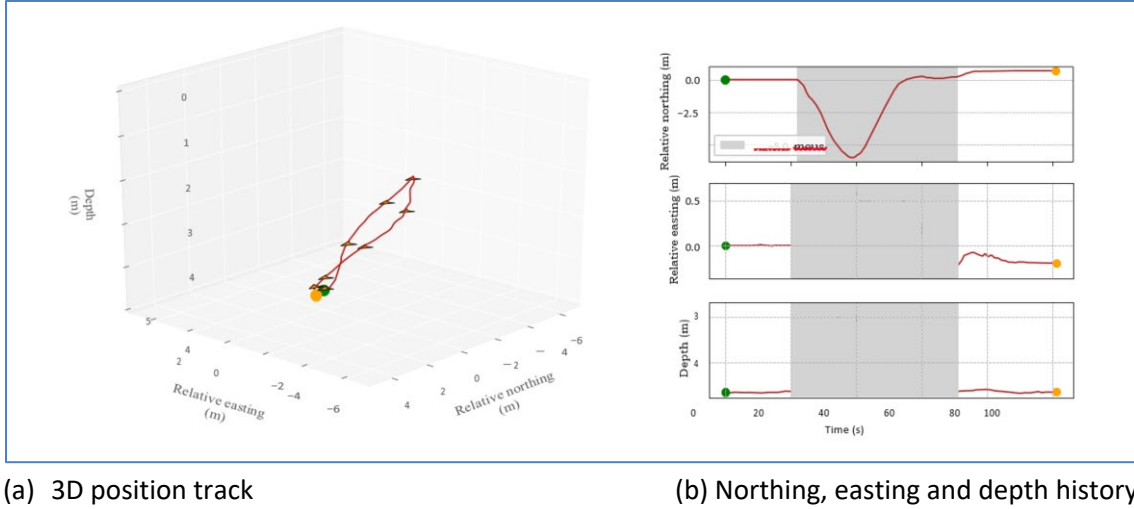 0
1
2
3
4
Depth
(m)
5
4
2
0
−2
−4
−6
Relative easting
(m)
4
2
0
−2
−
4
−6
Relative northing
(m)
Relative northing (m)
0.0
−2.5
Relative easting (m)
0.5
0.0
Depth (m)
3
4
0
20
40
60
80
100
Time (s)
(a) 3D position track
(b) Northing, easting and depth history